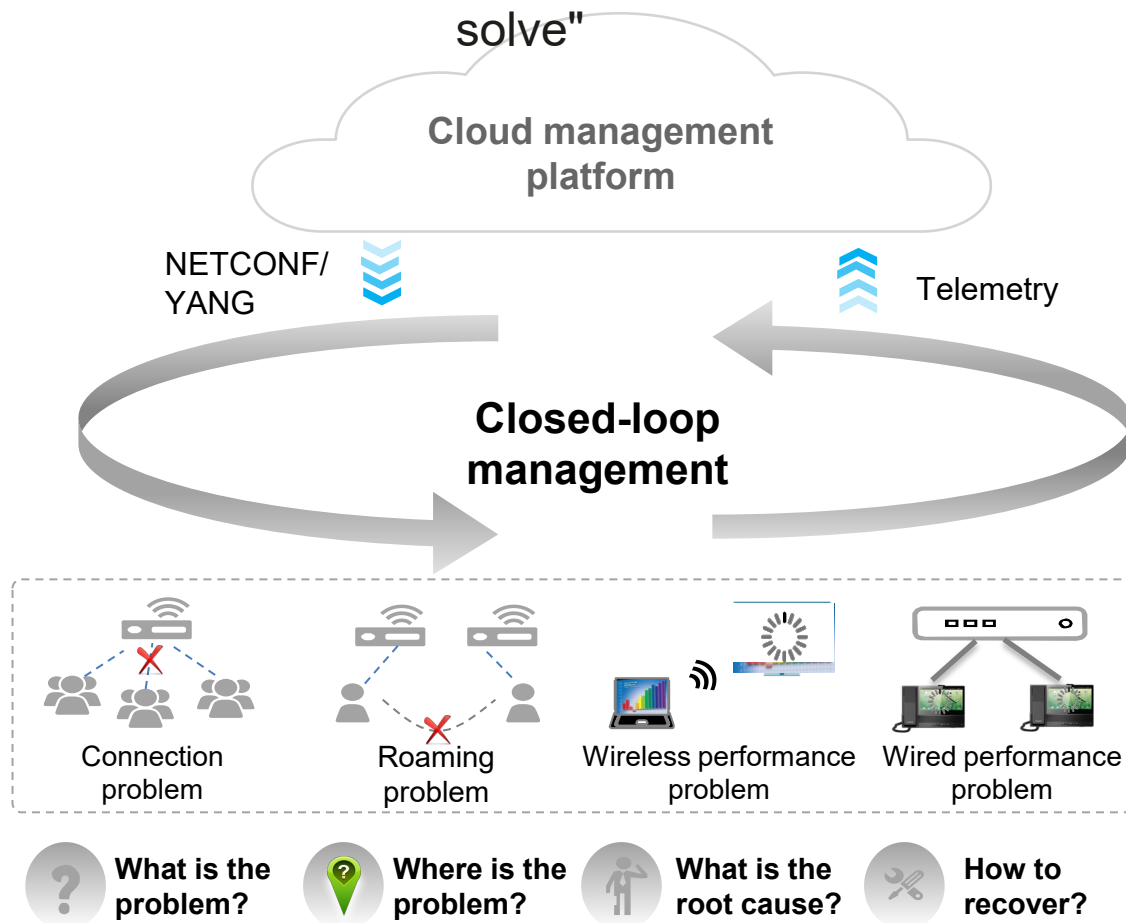 solve"
Cloud management
platform
NETCONF/
YANG
Telemetry
Closed-loop
management
Connection
problem
Roaming
problem
Wireless performance
problem
Wired performance
problem
What is the
problem?
Where is the
problem?
What is the
root cause?
How to
recover?